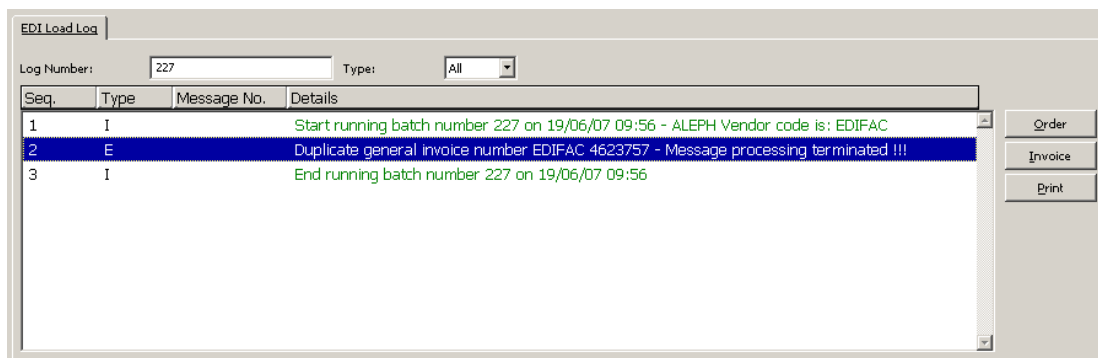 EDI Load Log
Log Number: 227 Type: All
Seq. Type Message No. Details
1 I Start running batch number 227 on 19/06/07 09:56 - ALEPH Vendor code is: EDIFAC
2 E Duplicate general invoice number EDIFAC 4623757 - Message processing terminated !!!
3 I End running batch number 227 on 19/06/07 09:56
Order
Invoice
Print